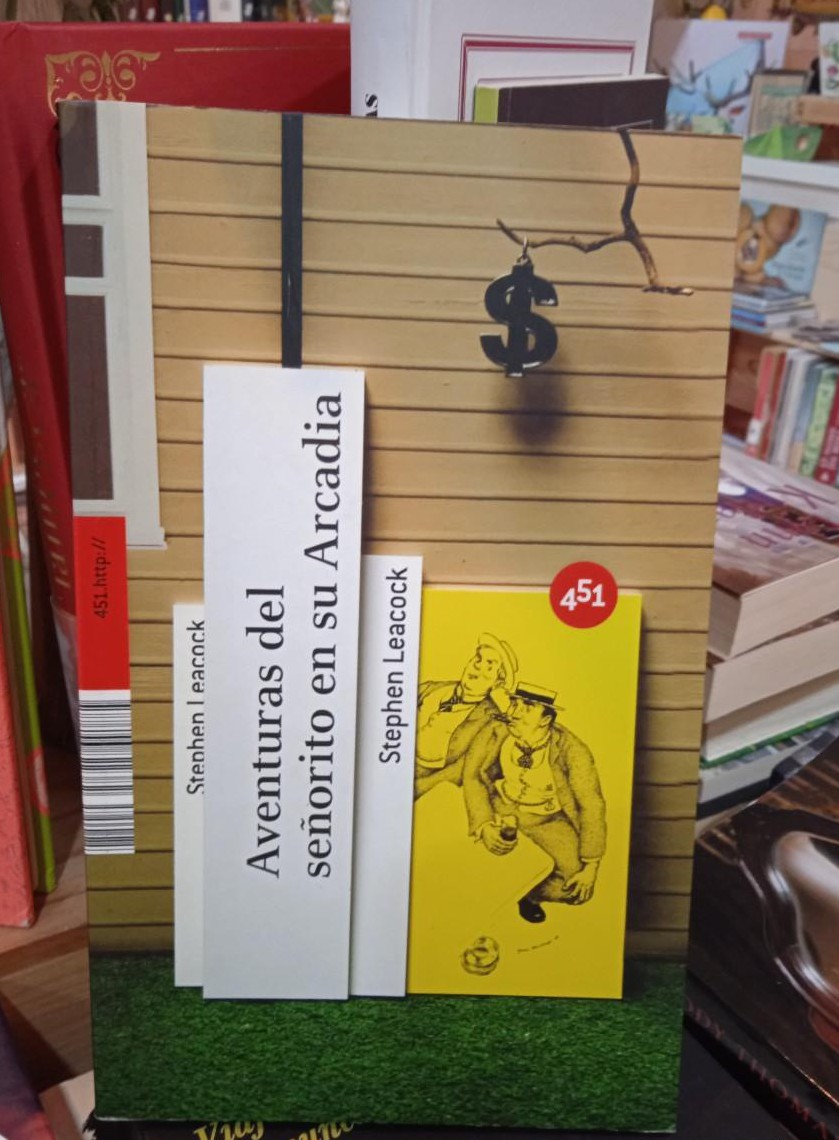 $
451.http://
Stephen Leacock
Aventuras del
señorito en su Arcadia
Stephen Leacock
451